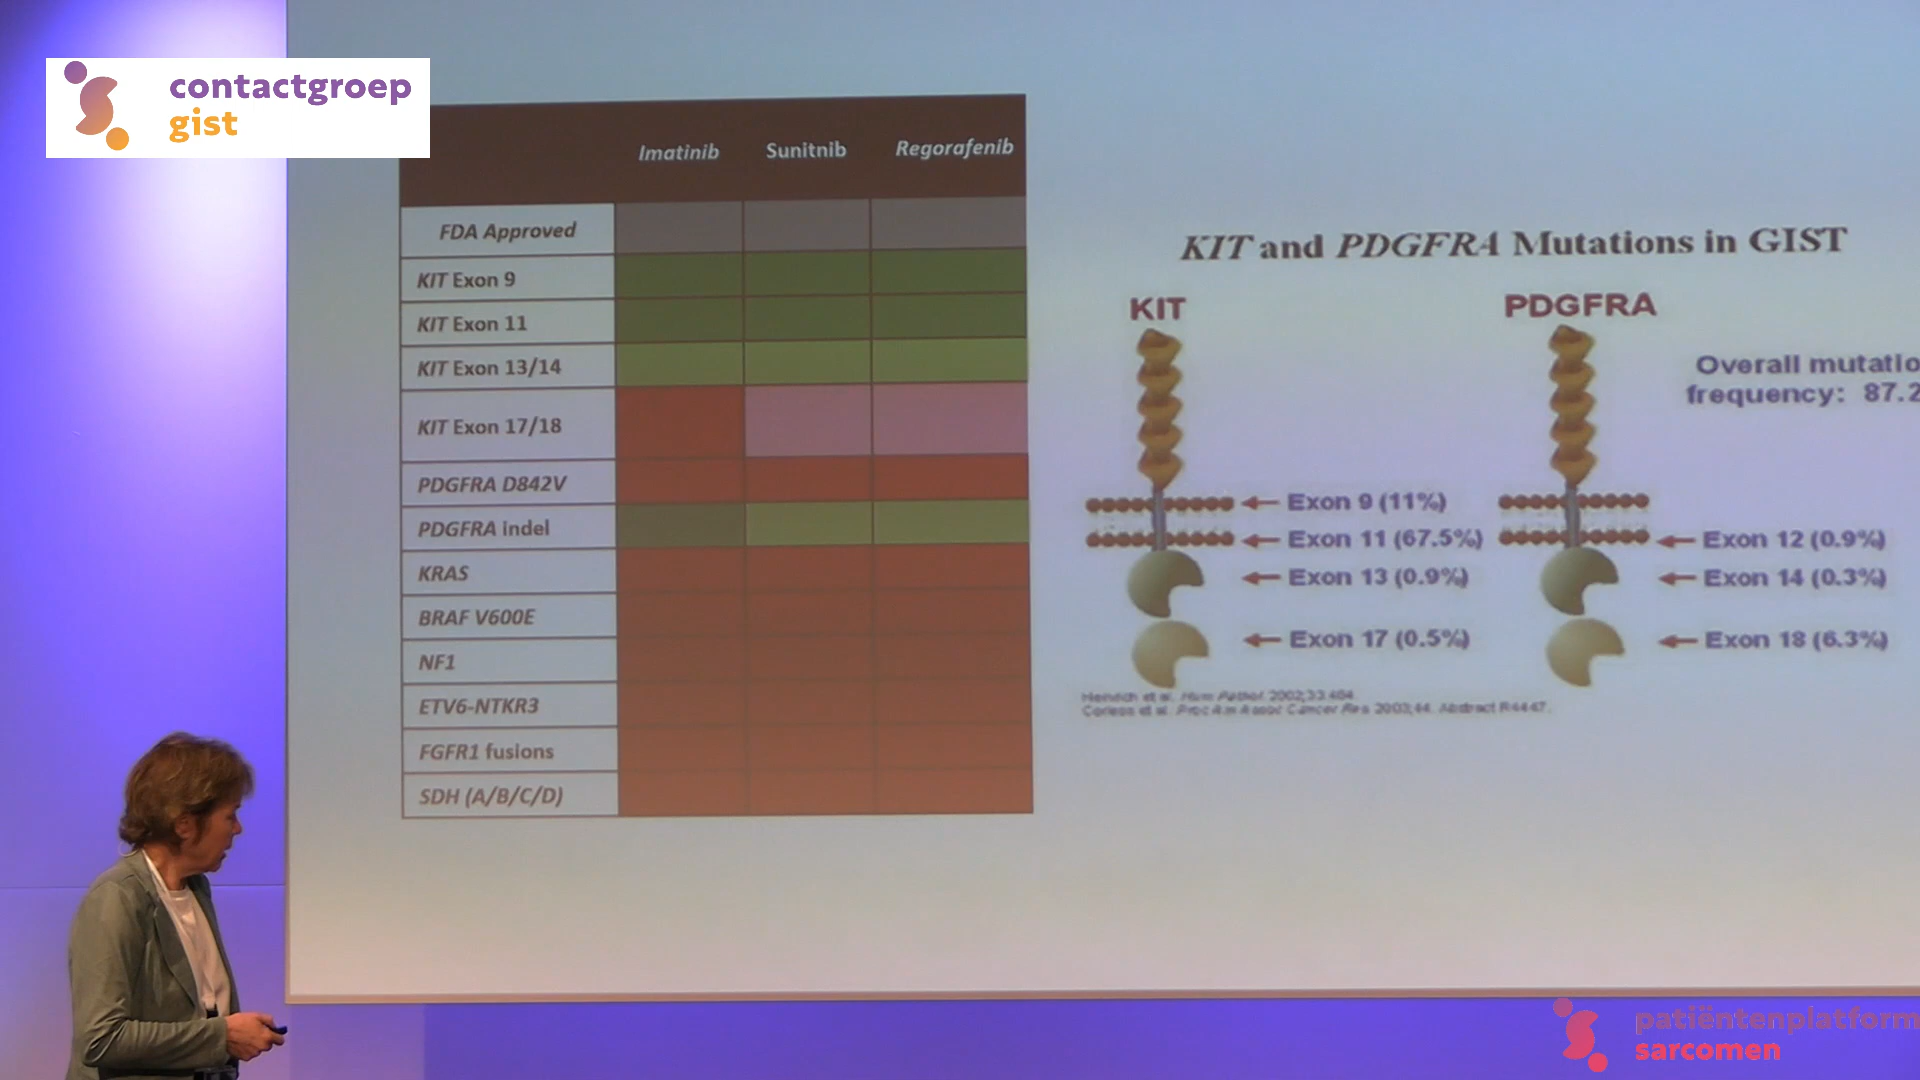 contactgroep
gist
Imatinib Sunitnib Regorafenib
FDA Approved
KIT Exon 9
KIT Exon 11
KIT Exon 13/14
KIT Exon 17/18
PDGFRA D842V
PDGFRA indel
KRAS
BRAF V600E
NF1
ETV6-NTKR3
FGFR1 fusions
SDH (A/B/C/D)
KIT and PDGFRA Mutations in GIST
KIT
PDGFRA
Overall mutatio
frequency: 87.2
Exon 9 (11%)
Exon 11 (67.5%)
Exon 13 (0.9%)
Exon 17 (0.5%)
Exon 12 (0.9%)
Exon 14 (0.3%)
Exon 18 (6.3%)
Heinrich et al. Hum Pathol 2002;33:484
Corless et al. Proc Am Assoc Cancer Res 2003;44. Abstract R4447.
patiëntenplatform
sarcomen